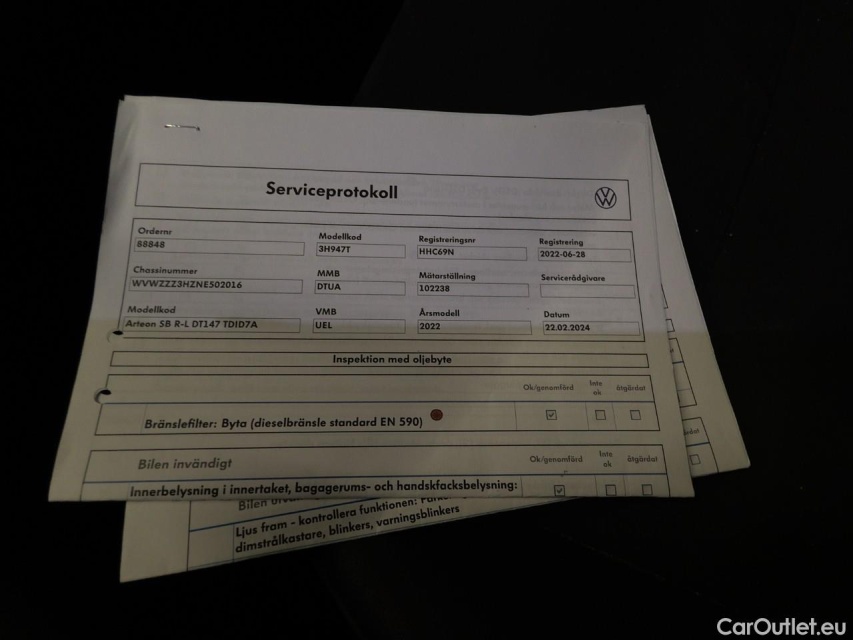 Serviceprotokoll
Ordernr
88848
Modellkod
3H947T
Registreringsnr
HHC69N
Registrering
2022-06-28
Chassinummer
WVWZZZ3HZNE502016
MMB
DTUA
Mätarställning
102238
Servicerådgivare
Modellkod
Arteon SB R-L DT147 TDID7A
VMB
UEL
Årsmodell
2022
Datum
22.02.2024
Inspektion med oljebyte
Ok/genomförd Inte ok åtgärdat
Bränslefilter: Byta (dieselbränsle standard EN 590)
Bilen invändigt Ok/genomförd Inte ok åtgärdat
Innerbelysning i innertaket, bagagerums- och handskfacksbelysning:
Bilen
Ljus fram - kontrollera funktionen:
dimstrålkastare, blinkers, varningsblinkers
CarOutlet.eu